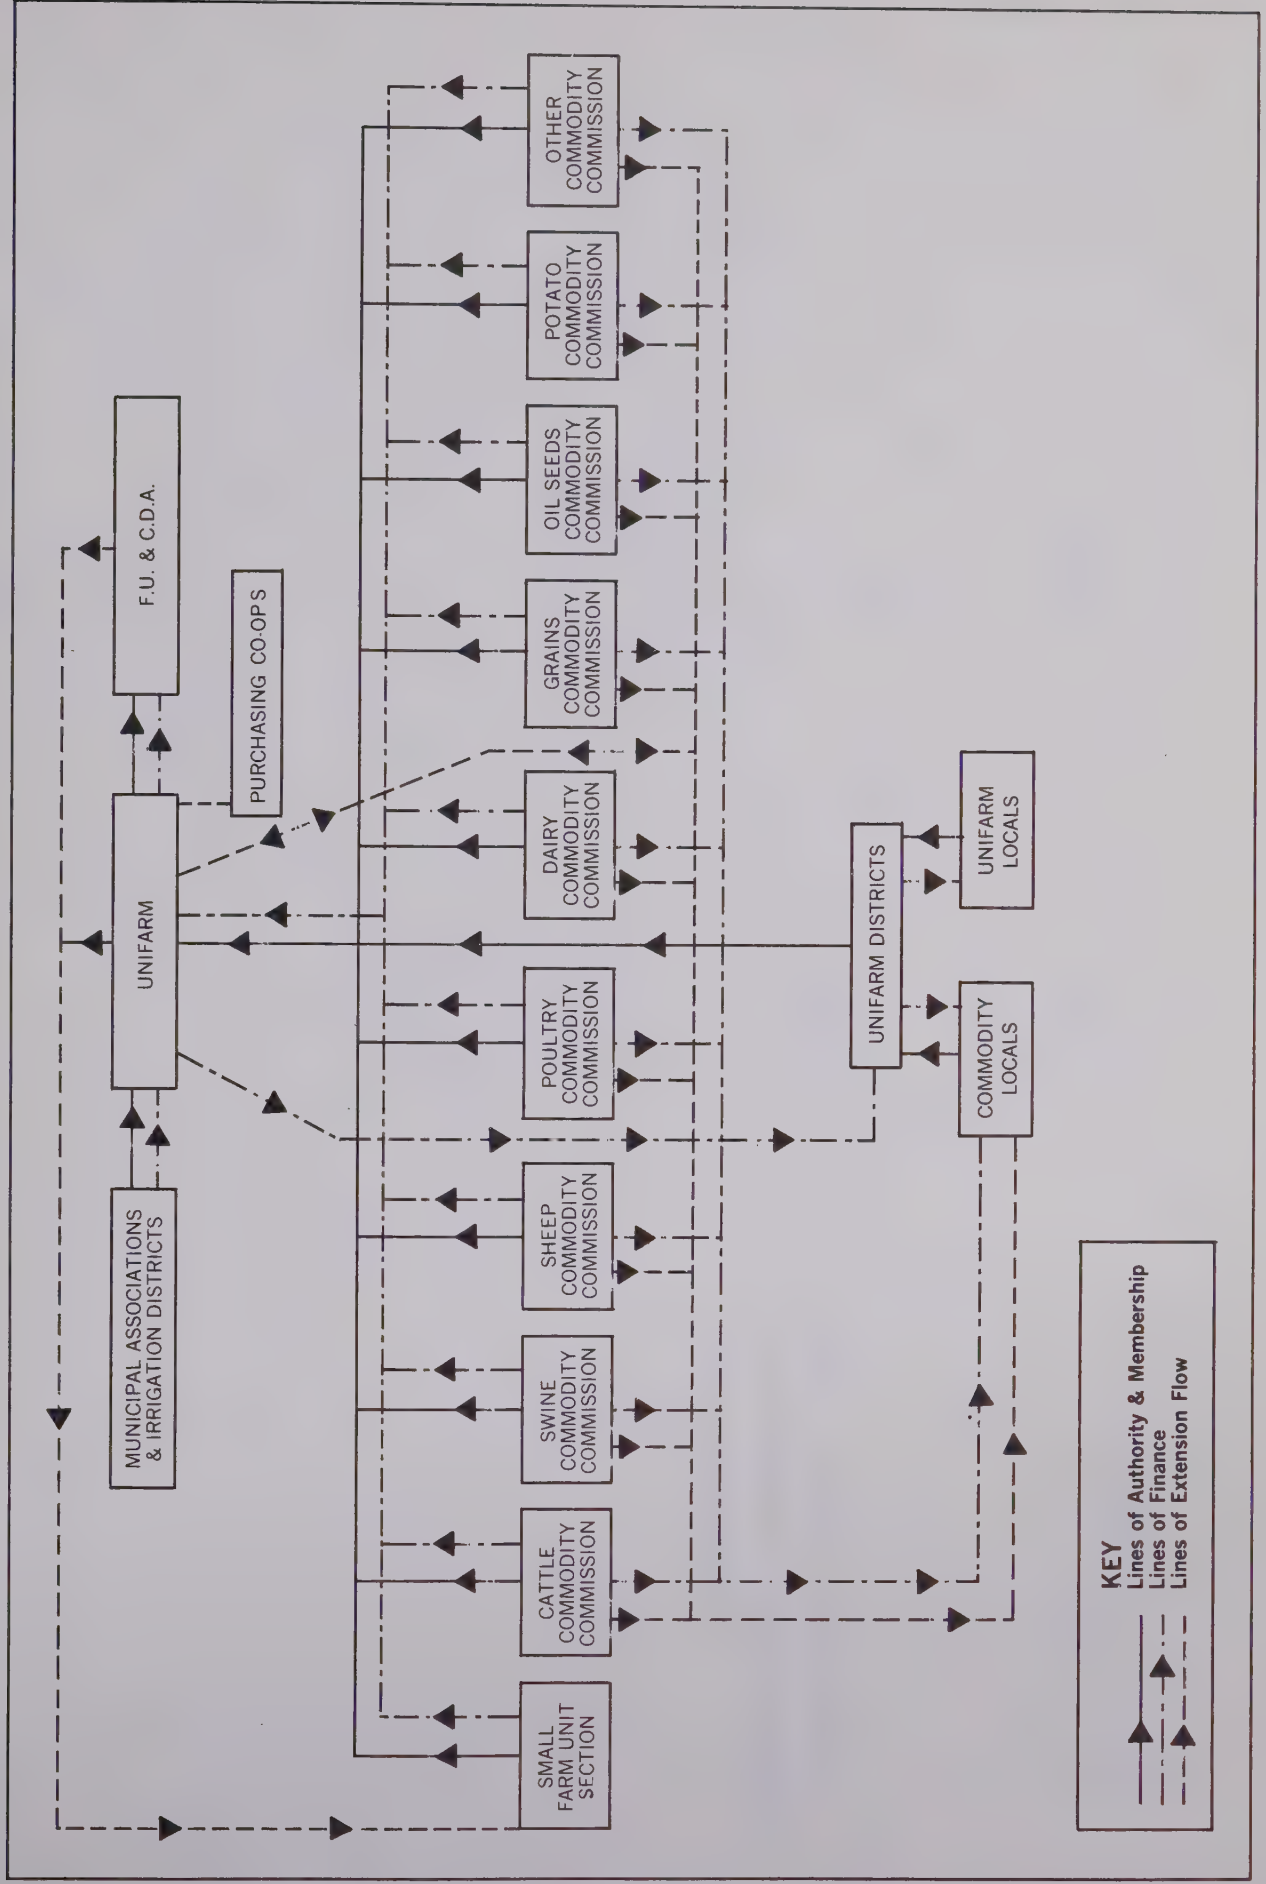 MUNICIPAL ASSOCIATIONS
& IRRIGATION DISTRICTS
UNIFARM
F.U. & C.D.A.
PURCHASING CO-OPS
SMALL
FARM UNIT
SECTION
CATTLE
COMMODITY
COMMISSION
SWINE
COMMODITY
COMMISSION
SHEEP
COMMODITY
COMMISSION
POULTRY
COMMODITY
COMMISSION
DAIRY
COMMODITY
COMMISSION
GRAINS
COMMODITY
COMMISSION
OIL SEEDS
COMMODITY
COMMISSION
POTATO
COMMODITY
COMMISSION
OTHER
COMMODITY
COMMISSION
UNIFARM DISTRICTS
COMMODITY
LOCALS
UNIFARM
LOCALS
KEY
Lines of Authority & Membership
Lines of Finance
Lines of Extension Flow